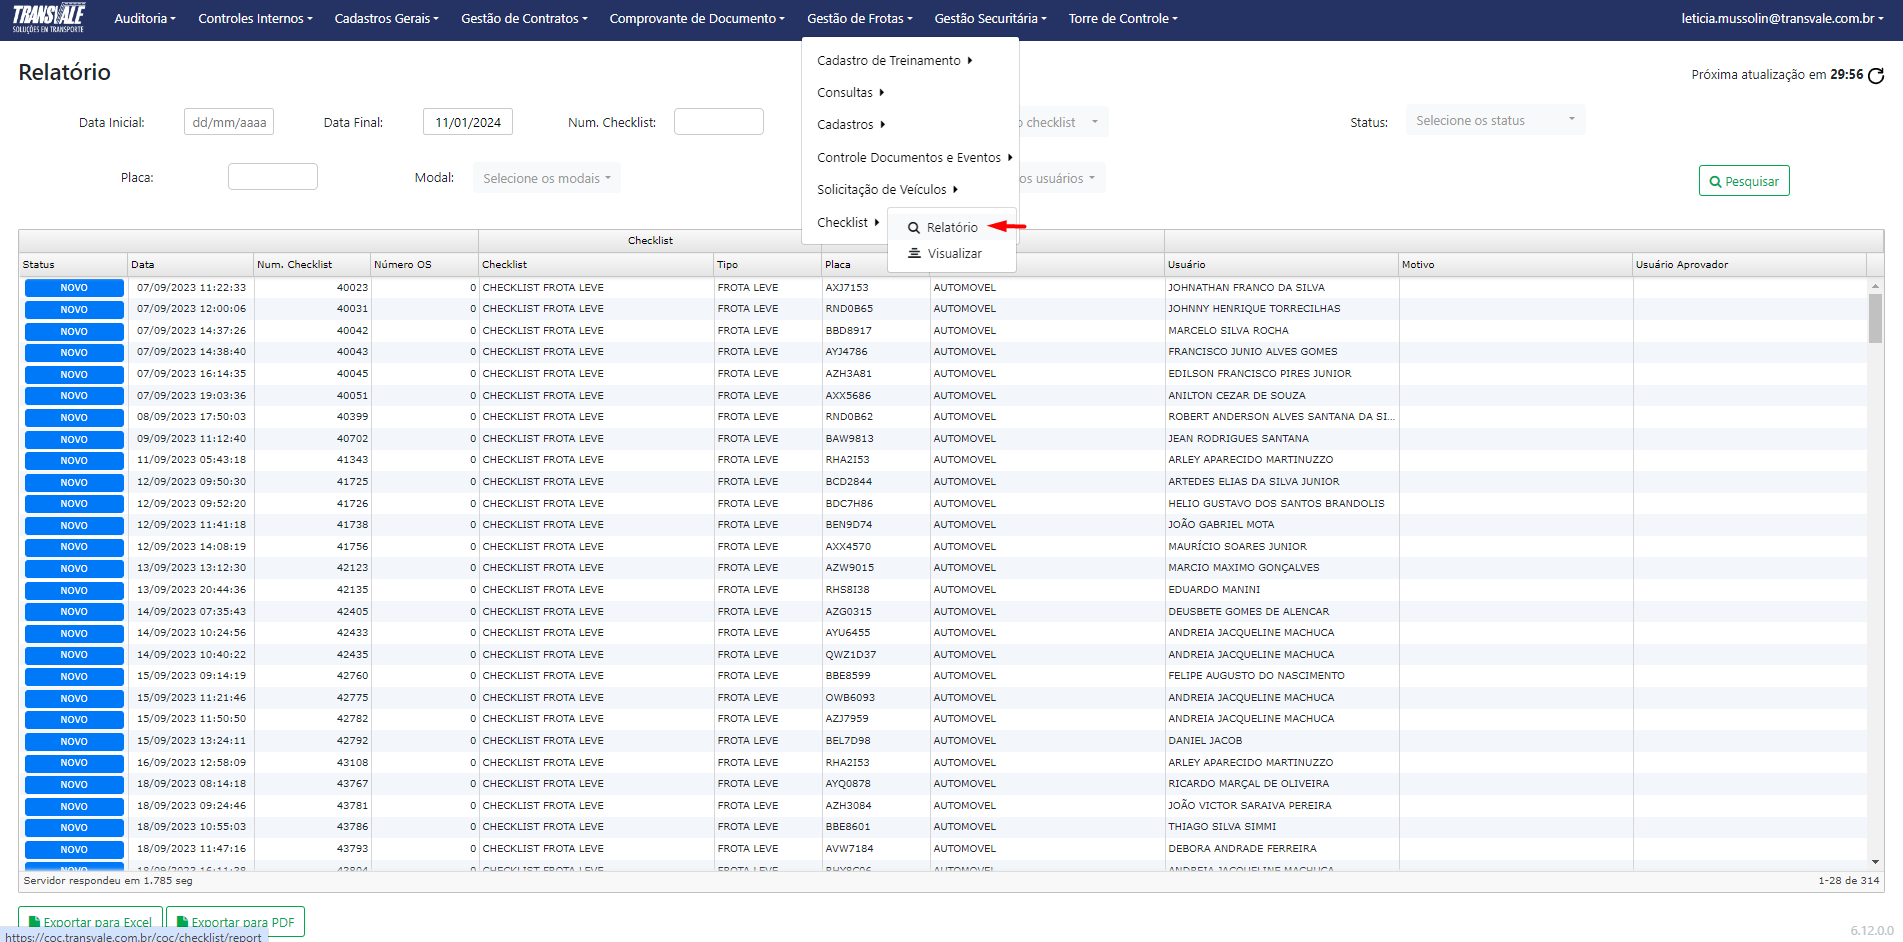 TRANSVALE
SOLUÇÕES EM TRANSPORTE
Auditoria Controles Internos Cadastros Gerais Gestão de Contratos Comprovante de Documento Gestão de Frotas Gestão Securitária Torre de Controle leticia.mussolin@transvale.com.br
Relatório
Próxima atualização em 29:56
Cadastro de Treinamento
Consultas
Cadastros
Controle Documentos e Eventos
Solicitação de Veículos
Checklist
Relatório
Visualizar
Data Inicial: dd/mm/aaaa Data Final: 11/01/2024 Num. Checklist: checklist Status: Selecione os status
Placa: Modal: Selecione os modais os usuários Pesquisar
Checklist
Status Data Num. Checklist Número OS Checklist Tipo Placa Usuário Motivo Usuário Aprovador
NOVO 07/09/2023 11:22:33 40023 0 CHECKLIST FROTA LEVE FROTA LEVE AXJ7153 AUTOMOVEL JOHNATHAN FRANCO DA SILVA
NOVO 07/09/2023 12:00:06 40031 0 CHECKLIST FROTA LEVE FROTA LEVE RND0B65 AUTOMOVEL JOHNNY HENRIQUE TORRECILHAS
NOVO 07/09/2023 14:37:26 40042 0 CHECKLIST FROTA LEVE FROTA LEVE BBD8917 AUTOMOVEL MARCELO SILVA ROCHA
NOVO 07/09/2023 14:38:40 40043 0 CHECKLIST FROTA LEVE FROTA LEVE AYJ4786 AUTOMOVEL FRANCISCO JUNIO ALVES GOMES
NOVO 07/09/2023 16:14:35 40045 0 CHECKLIST FROTA LEVE FROTA LEVE AZH3A81 AUTOMOVEL EDILSON FRANCISCO PIRES JUNIOR
NOVO 07/09/2023 19:03:36 40051 0 CHECKLIST FROTA LEVE FROTA LEVE AXX5686 AUTOMOVEL ANILTON CEZAR DE SOUZA
NOVO 08/09/2023 17:50:03 40399 0 CHECKLIST FROTA LEVE FROTA LEVE RND0B62 AUTOMOVEL ROBERT ANDERSON ALVES SANTANA DA SI...
NOVO 09/09/2023 11:12:40 40702 0 CHECKLIST FROTA LEVE FROTA LEVE BAW9813 AUTOMOVEL JEAN RODRIGUES SANTANA
NOVO 11/09/2023 05:43:18 41343 0 CHECKLIST FROTA LEVE FROTA LEVE RHA2I53 AUTOMOVEL ARLEY APARECIDO MARTINUZZO
NOVO 12/09/2023 09:50:30 41725 0 CHECKLIST FROTA LEVE FROTA LEVE BCD2844 AUTOMOVEL ARTEDES ELIAS DA SILVA JUNIOR
NOVO 12/09/2023 09:52:20 41726 0 CHECKLIST FROTA LEVE FROTA LEVE BDC7H86 AUTOMOVEL HELIO GUSTAVO DOS SANTOS BRANDOLIS
NOVO 12/09/2023 11:41:18 41738 0 CHECKLIST FROTA LEVE FROTA LEVE BEN9D74 AUTOMOVEL JOÃO GABRIEL MOTA
NOVO 12/09/2023 14:08:19 41756 0 CHECKLIST FROTA LEVE FROTA LEVE AXX4570 AUTOMOVEL MAURÍCIO SOARES JUNIOR
NOVO 13/09/2023 13:12:30 42123 0 CHECKLIST FROTA LEVE FROTA LEVE AZW9015 AUTOMOVEL MARCIO MAXIMO GONÇALVES
NOVO 13/09/2023 20:44:36 42135 0 CHECKLIST FROTA LEVE FROTA LEVE RHS8I38 AUTOMOVEL EDUARDO MANINI
NOVO 14/09/2023 07:35:43 42405 0 CHECKLIST FROTA LEVE FROTA LEVE AZG0315 AUTOMOVEL DEUSBETE GOMES DE ALENCAR
NOVO 14/09/2023 10:24:56 42433 0 CHECKLIST FROTA LEVE FROTA LEVE AYU6455 AUTOMOVEL ANDREIA JACQUELINE MACHUCA
NOVO 14/09/2023 10:40:22 42435 0 CHECKLIST FROTA LEVE FROTA LEVE QWZ1D37 AUTOMOVEL ANDREIA JACQUELINE MACHUCA
NOVO 15/09/2023 09:14:19 42760 0 CHECKLIST FROTA LEVE FROTA LEVE BBE8599 AUTOMOVEL FELIPE AUGUSTO DO NASCIMENTO
NOVO 15/09/2023 11:21:46 42775 0 CHECKLIST FROTA LEVE FROTA LEVE OWB6093 AUTOMOVEL ANDREIA JACQUELINE MACHUCA
NOVO 15/09/2023 11:50:50 42782 0 CHECKLIST FROTA LEVE FROTA LEVE AZJ7959 AUTOMOVEL ANDREIA JACQUELINE MACHUCA
NOVO 15/09/2023 13:24:11 42792 0 CHECKLIST FROTA LEVE FROTA LEVE BEL7D98 AUTOMOVEL DANIEL JACOB
NOVO 16/09/2023 12:58:09 43108 0 CHECKLIST FROTA LEVE FROTA LEVE RHA2I53 AUTOMOVEL ARLEY APARECIDO MARTINUZZO
NOVO 18/09/2023 08:14:18 43767 0 CHECKLIST FROTA LEVE FROTA LEVE AYQ0878 AUTOMOVEL RICARDO MARÇAL DE OLIVEIRA
NOVO 18/09/2023 09:24:46 43781 0 CHECKLIST FROTA LEVE FROTA LEVE AZH3084 AUTOMOVEL JOÃO VICTOR SARAIVA PEREIRA
NOVO 18/09/2023 10:55:03 43786 0 CHECKLIST FROTA LEVE FROTA LEVE BBE8601 AUTOMOVEL THIAGO SILVA SIMMI
NOVO 18/09/2023 11:47:16 43793 0 CHECKLIST FROTA LEVE FROTA LEVE AVW7184 AUTOMOVEL DEBORA ANDRADE FERREIRA
Servidor respondeu em 1.785 seg 1-28 de 314
Exportar para Excel Exportar para PDF
https://coc.transvale.com.br/coc/checklist/report
6.12.0.0